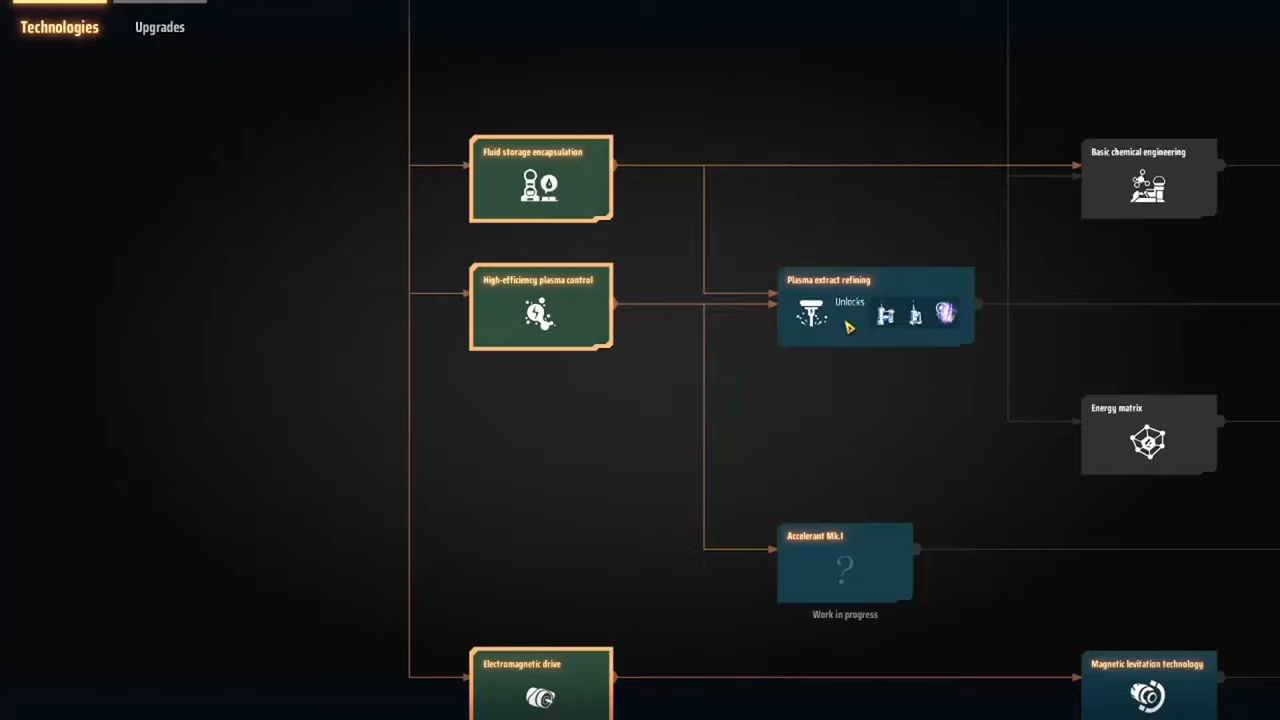 Technologies
Upgrades
Fluid storage encapsulation
Basic chemical engineering
High-efficiency plasma control
Plasma extract refining
Unlocks
Energy matrix
Accelerant Mk.I
?
Work in progress
Electromagnetic drive
Magnetic levitation technology